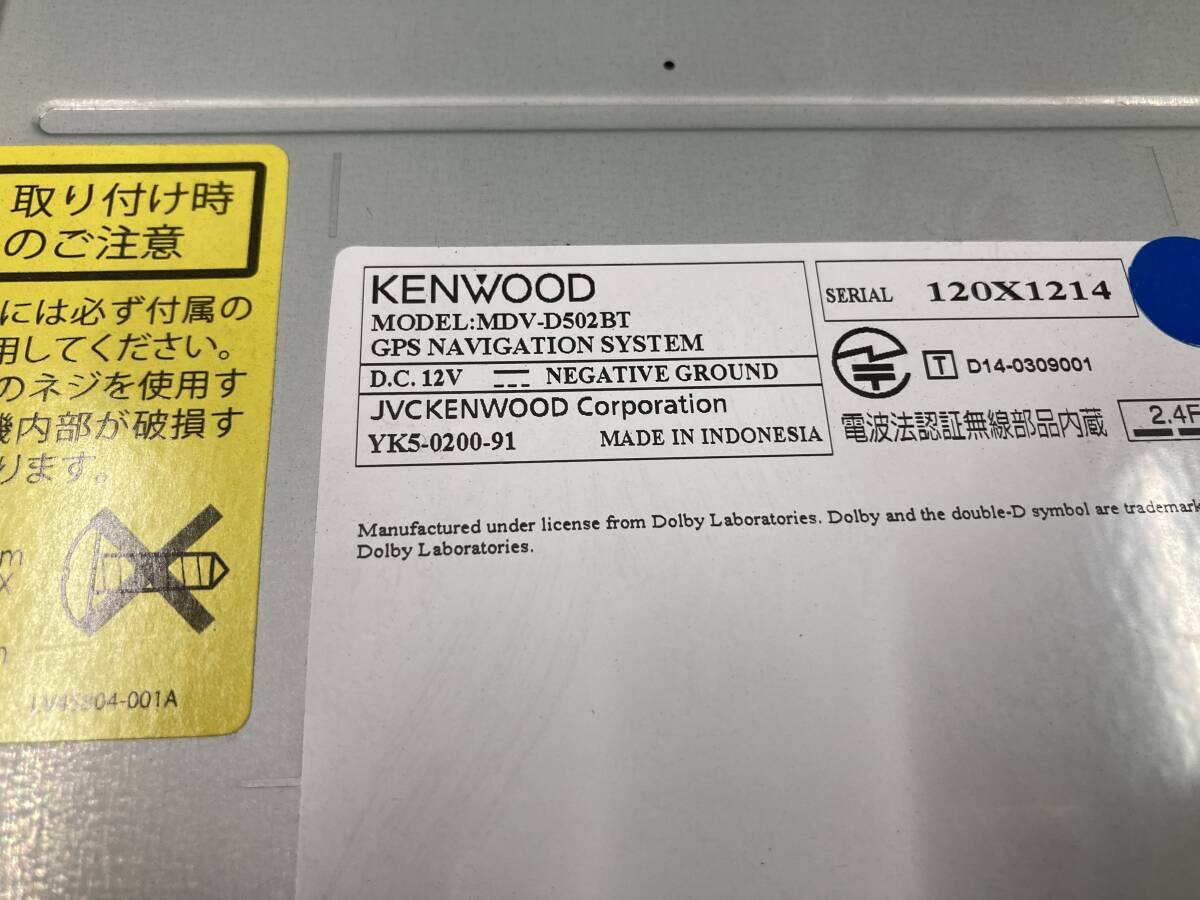 取り付け時
のご注意
には必ず付属の
用してください。
のネジを使用す
機内部が破損す
ります。
m
X
LV45804-001A
KENWOOD
MODEL:MDV-D502BT
GPS NAVIGATION SYSTEM
D.C. 12V NEGATIVE GROUND
JVCKENWOOD Corporation
YK5-0200-91 MADE IN INDONESIA
SERIAL 120X1214
T D14-0309001
電波法認証無線部品内蔵
2.4F
Manufactured under license from Dolby Laboratories. Dolby and the double-D symbol are trademark
Dolby Laboratories.